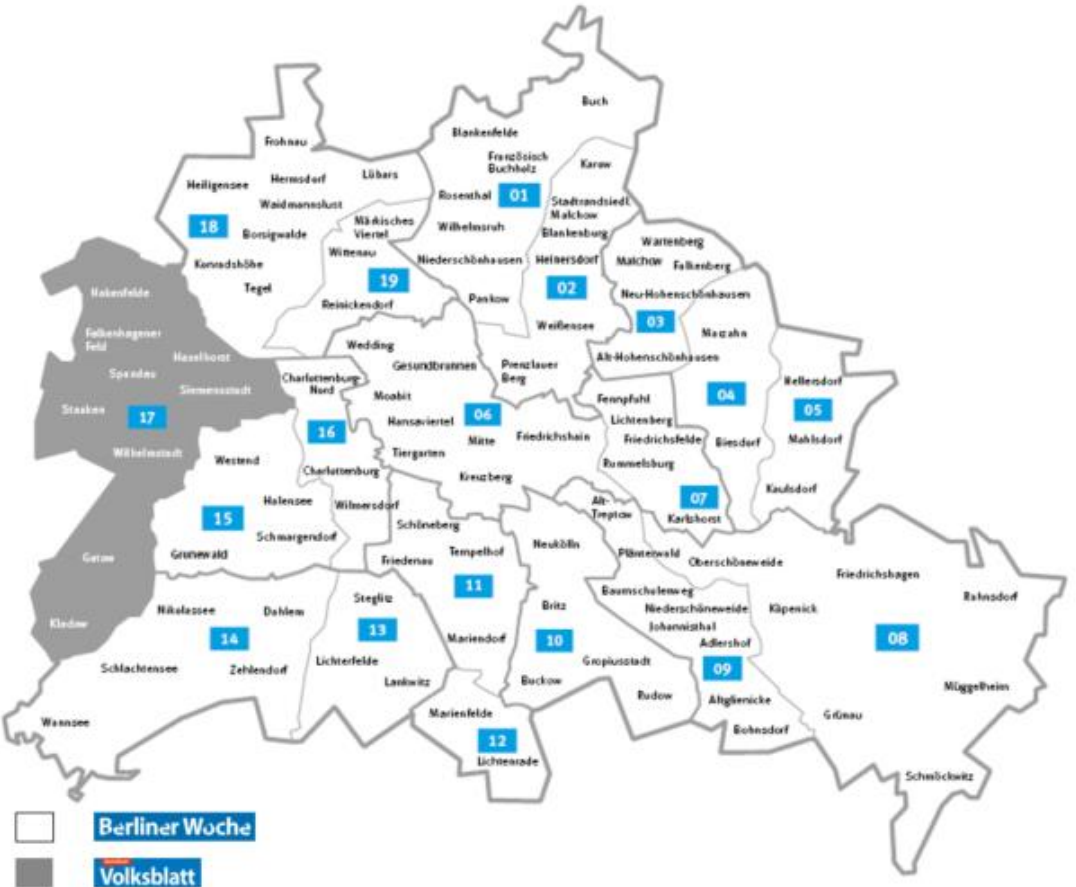 Buch
Blankenfelde
Frohnau
Französisch
Buchholz
Karow
Heiligensee
Hermsdorf
Lübars
Rosenthal
01
Stadtrandsiedl.
Malchow
Waidmannslust
18
Borsigwalde
Märkisches
Viertel
Wilhelmsruh
Blankenburg
Wartenberg
Wittenau
Niederschönhausen
Heinersdorf
Malchow
Falkenberg
Konradshöhe
19
Tegel
02
Hakenfelde
Reinickendorf
Pankow
Neu-Hohenschönhausen
Weißensee
03
Marzahn
Falkenhagener
Feld
Haselhorst
Wedding
Gesundbrunnen
Prenzlauer
Berg
Alt-Hohenschönhausen
Spandau
Siemensstadt
Charlottenburg
Nord
Moabit
Fennpfuhl
04
Hellersdorf
05
Staaken
17
16
Hansaviertel
06
Mitte
Friedrichshain
Lichtenberg
Friedrichsfelde
Biesdorf
Mahlsdorf
Wilhelmstadt
Westend
Tiergarten
Charlottenburg
Kreuzberg
Rummelsburg
Kaulsdorf
07
Karlshorst
Halensee
Wilmersdorf
15
Schmargendorf
Schöneberg
Alt-
Treptow
Grunewald
Friedenau
Tempelhof
Neukölln
Plänterwald
Oberschöneweide
Gatow
11
Friedrichshagen
Rahnsdorf
Kladow
Nikolassee
Dahlem
Steglitz
Baumschulenweg
Britz
Niederschöneweide
Köpenick
14
13
Johannisthal
08
Mariendorf
10
Adlershof
Schlachtensee
Zehlendorf
Lichterfelde
Gropiusstadt
09
Lankwitz
Buckow
Rudow
Altglienicke
Müggelheim
Wannsee
Marienfelde
Grünau
12
Bohnsdorf
Lichtenrade
Schmöckwitz
Berliner Woche
Volksblatt